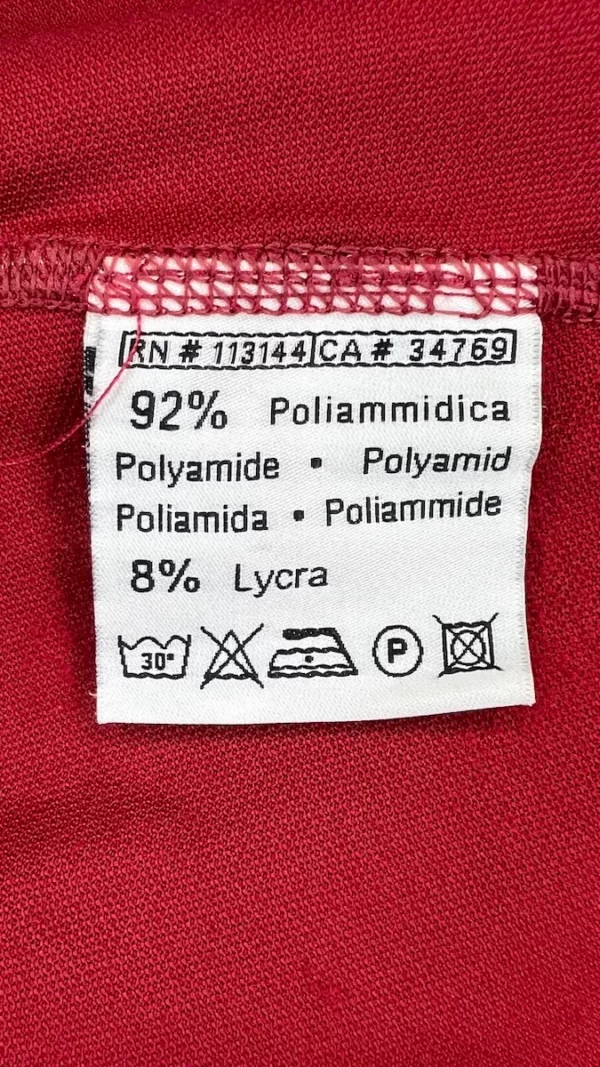 RN # 113144 CA # 34769
92% Poliammidica
Polyamide • Polyamid
Poliamida • Poliammide
8% Lycra
30° P